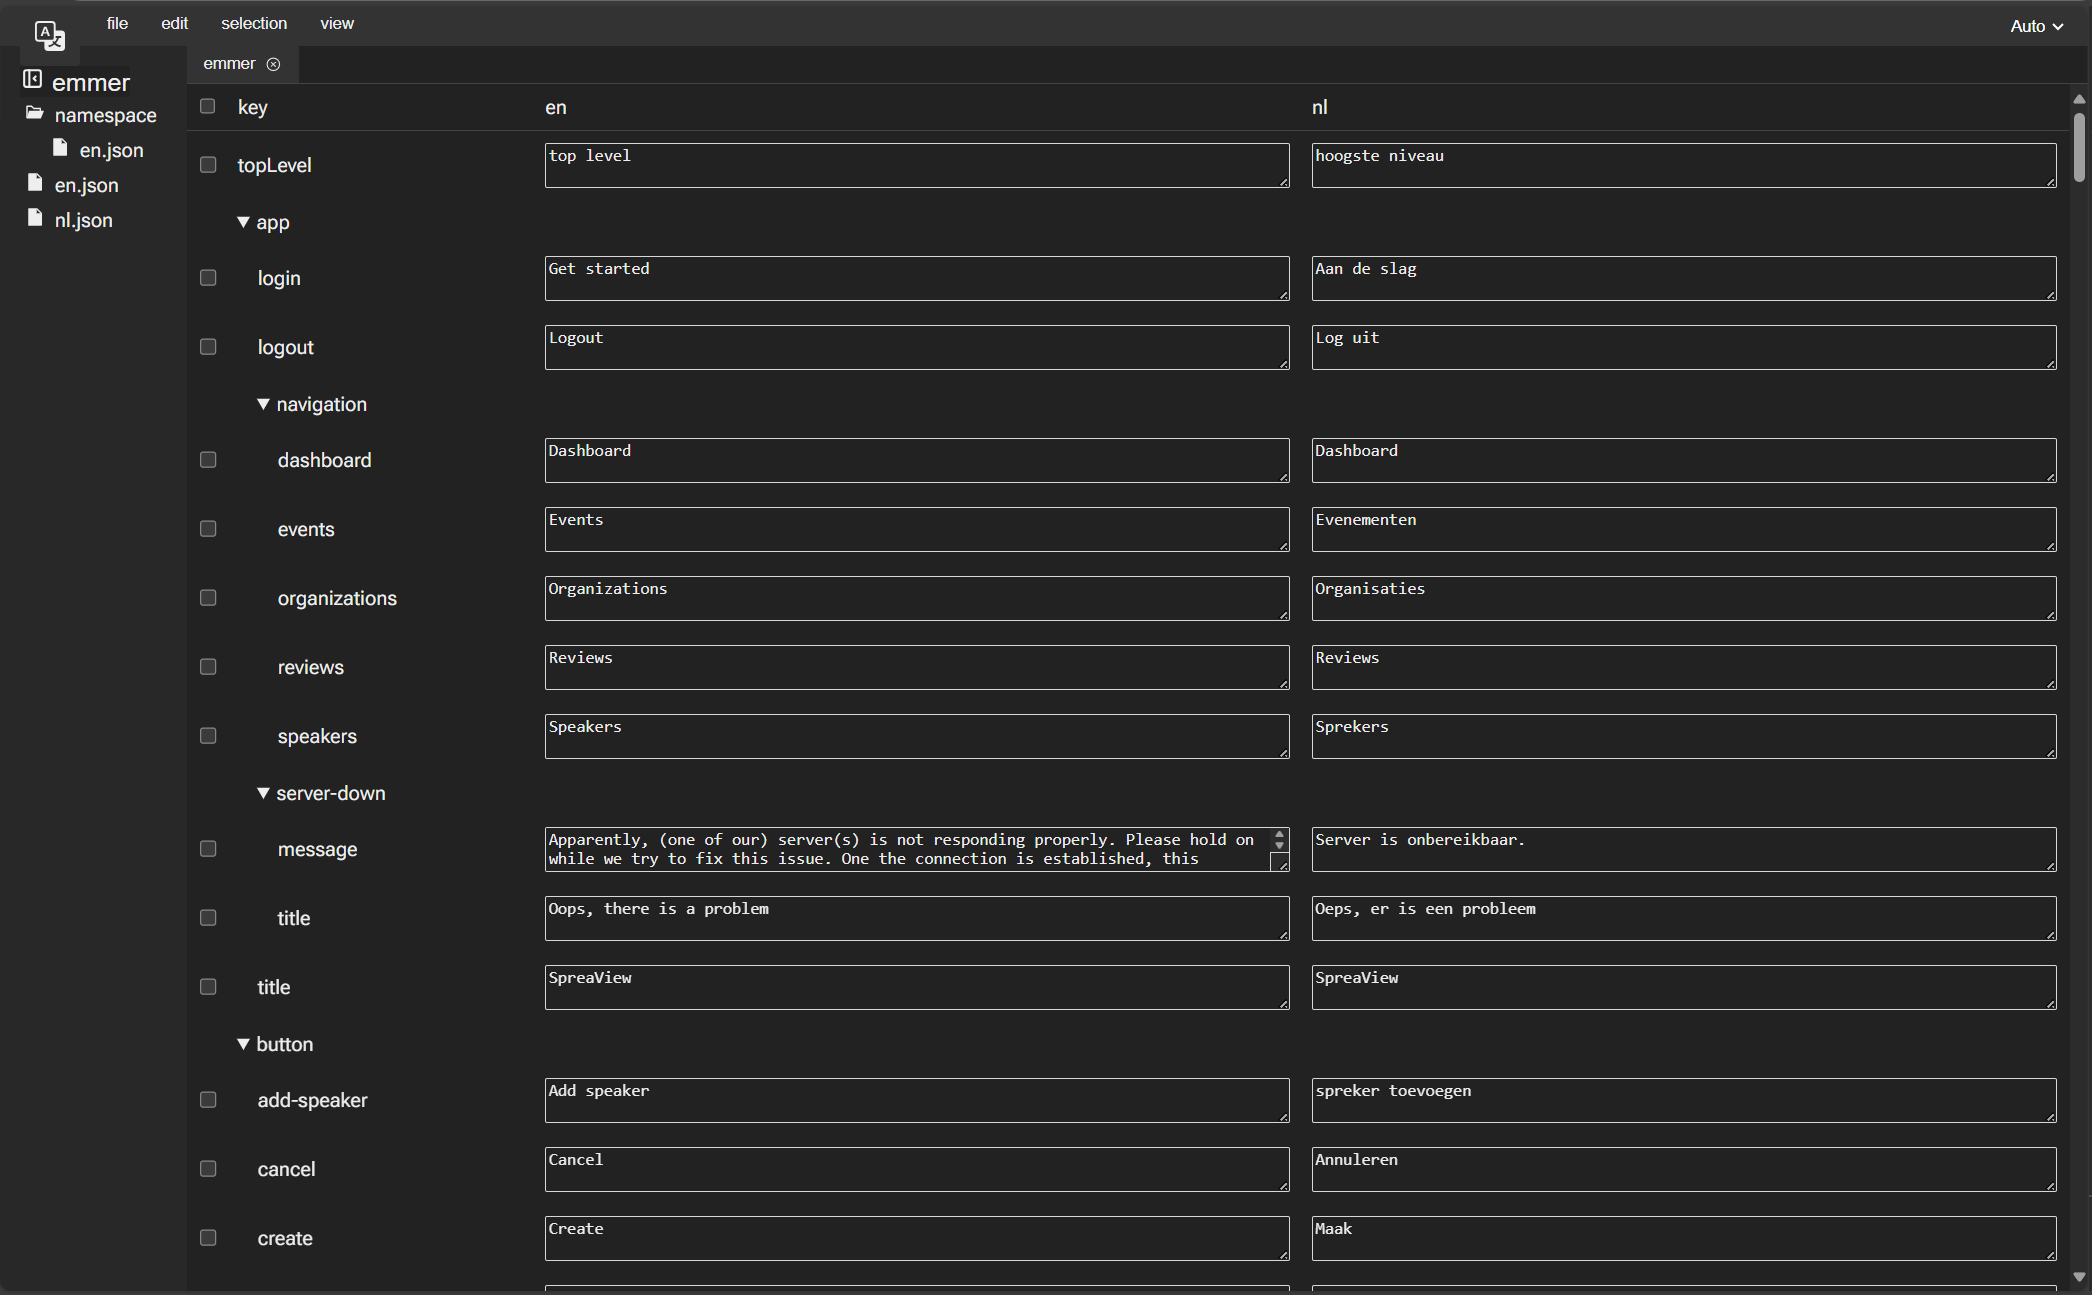 file edit selection view Auto
emmer
namespace
en.json
en.json
nl.json
emmer
key en nl
topLevel top level hoogste niveau
app
login Get started Aan de slag
logout Logout Log uit
navigation
dashboard Dashboard Dashboard
events Events Evenementen
organizations Organizations Organisaties
reviews Reviews Reviews
speakers Speakers Sprekers
server-down
message Apparently, (one of our) server(s) is not responding properly. Please hold on Server is onbereikbaar.
while we try to fix this issue. One the connection is established, this
title Oops, there is a problem Oeps, er is een probleem
title SpreaView SpreaView
button
add-speaker Add speaker spreker toevoegen
cancel Cancel Annuleren
create Create Maak